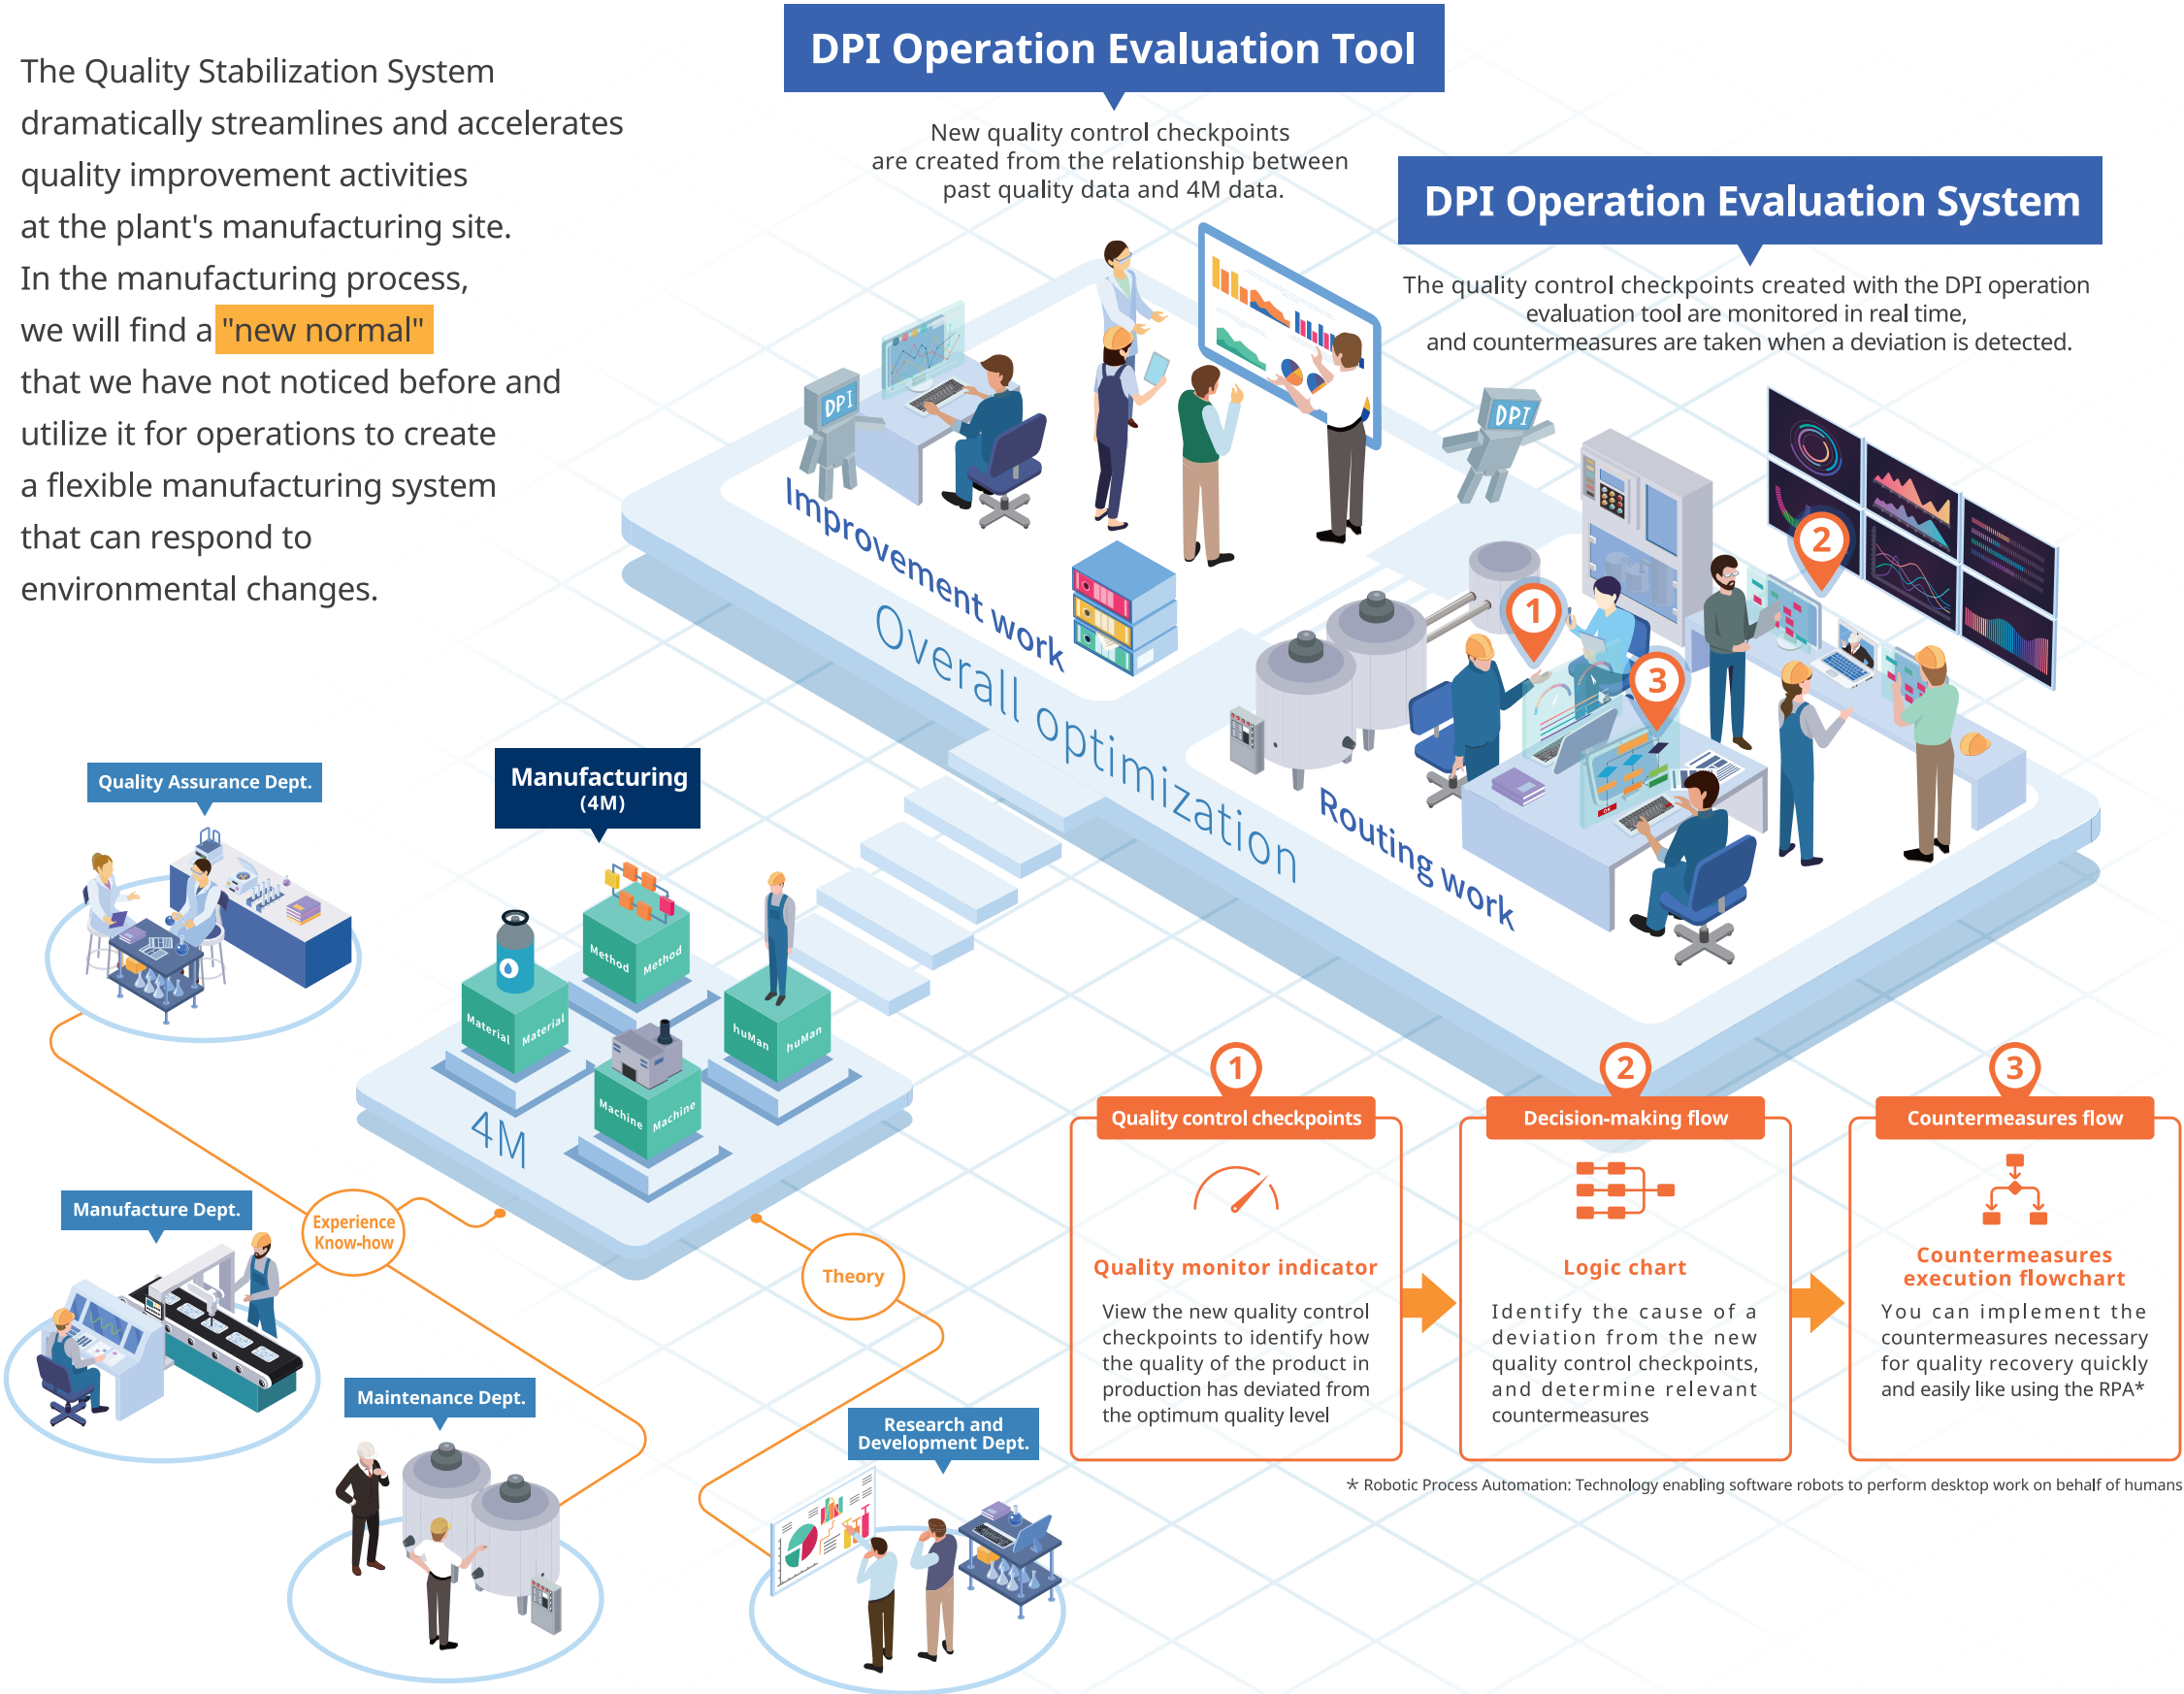 The Quality Stabilization System
dramatically streamlines and accelerates
quality improvement activities
at the plant's manufacturing site.
In the manufacturing process,
we will find a "new normal"
that we have not noticed before and
utilize it for operations to create
a flexible manufacturing system
that can respond to
environmental changes.
DPI Operation Evaluation Tool
New quality control checkpoints
are created from the relationship between
past quality data and 4M data.
DPI Operation Evaluation System
The quality control checkpoints created with the DPI operation
evaluation tool are monitored in real time,
and countermeasures are taken when a deviation is detected.
DPI
DPI
Improvement work
Overall optimization
Routing work
1
2
3
Quality Assurance Dept.
Manufacturing
(4M)
Method Method
Material Material
huMan huMan
Machine Machine
4M
Manufacture Dept.
Experience
Know-how
Theory
Maintenance Dept.
Research and
Development Dept.
1
Quality control checkpoints
Quality monitor indicator
View the new quality control
checkpoints to identify how
the quality of the product in
production has deviated from
the optimum quality level
2
Decision-making flow
Logic chart
Identify the cause of a
deviation from the new
quality control checkpoints,
and determine relevant
countermeasures
3
Countermeasures flow
Countermeasures
execution flowchart
You can implement the
countermeasures necessary
for quality recovery quickly
and easily like using the RPA*
* Robotic Process Automation: Technology enabling software robots to perform desktop work on behalf of humans